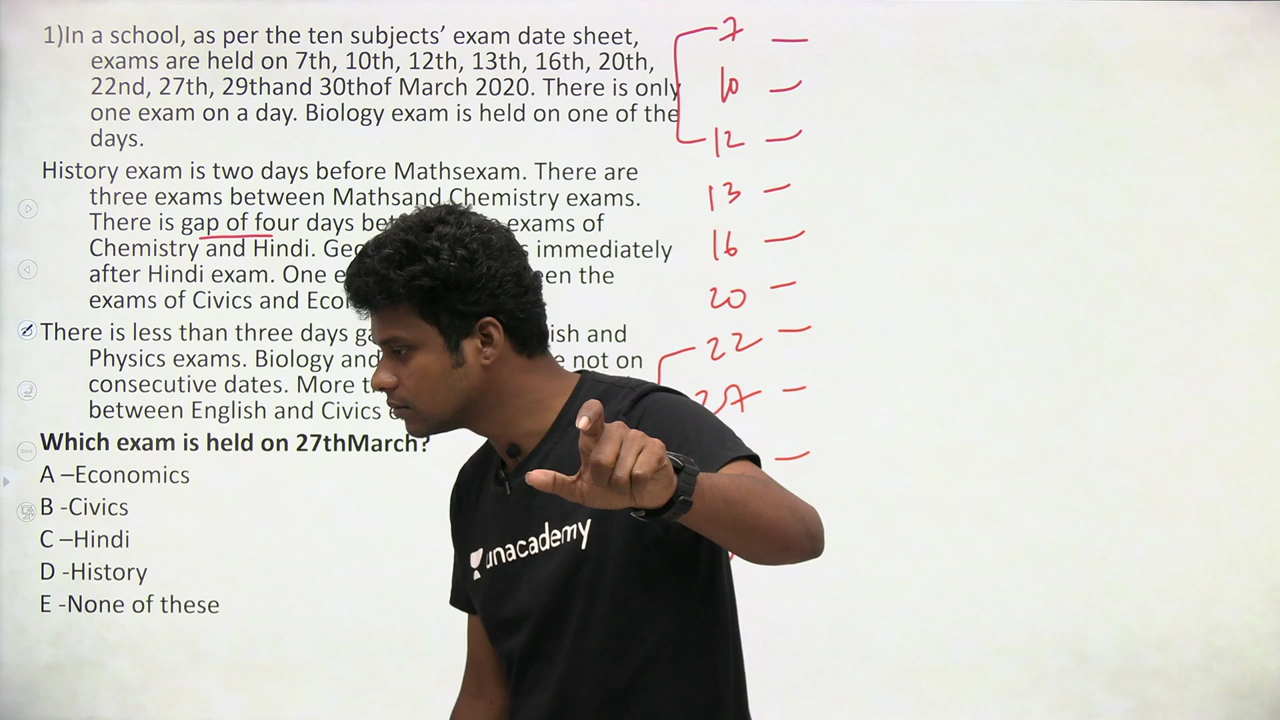 1)In a school, as per the ten subjects’ exam date sheet,
exams are held on 7th, 10th, 12th, 13th, 16th, 20th,
22nd, 27th, 29thand 30thof March 2020. There is only
one exam on a day. Biology exam is held on one of the
days.
History exam is two days before Mathsexam. There are
three exams between Mathsand Chemistry exams.
There is gap of four days exams of
Chemistry and Hindi. immediately
after Hindi exam. One the
exams of Civics and
There is less than three days and
Physics exams. Biology and not on
consecutive dates. More
between English and Civics
Which exam is held on 27thMarch?
A –Economics
B -Civics
C –Hindi
D -History
E -None of these
7 —
10 —
12 —
13 —
16 —
20 —
22 —
27 —
—
unacademy